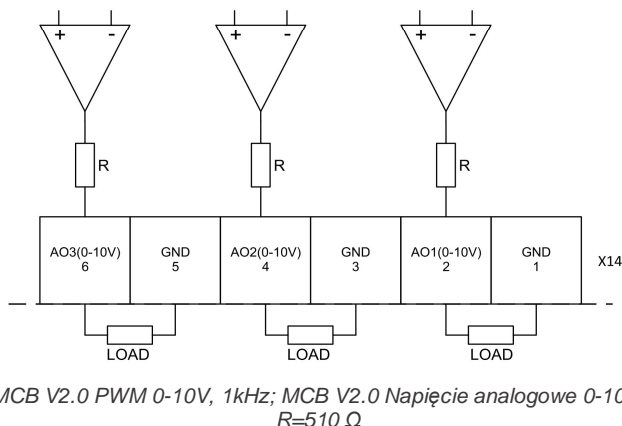 + - + - + -
R R R
AO3(0-10V) GND AO2(0-10V) GND AO1(0-10V) GND
6 5 4 3 2 1
X14
LOAD LOAD LOAD
MCB V2.0 PWM 0-10V, 1kHz; MCB V2.0 Napięcie analogowe 0-10
R=510 Ω